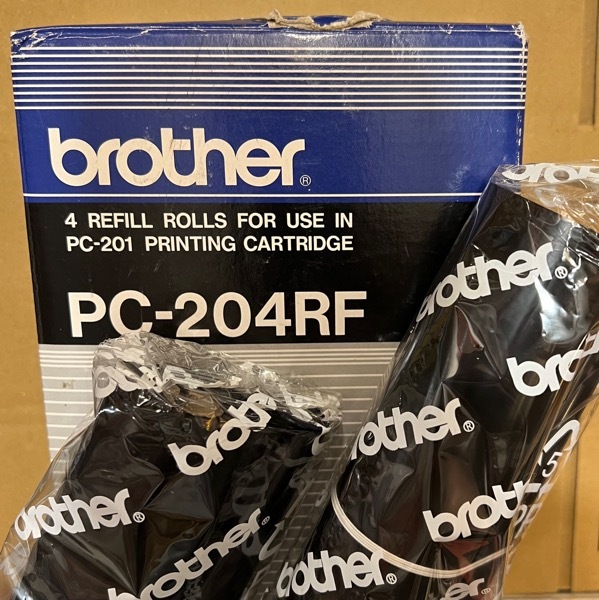 brother®
4 REFILL ROLLS FOR USE IN
PC-201 PRINTING CARTRIDGE
PC-204RF
brother®
brother®
brother®
brother®
brother®
brother®
brother®
5